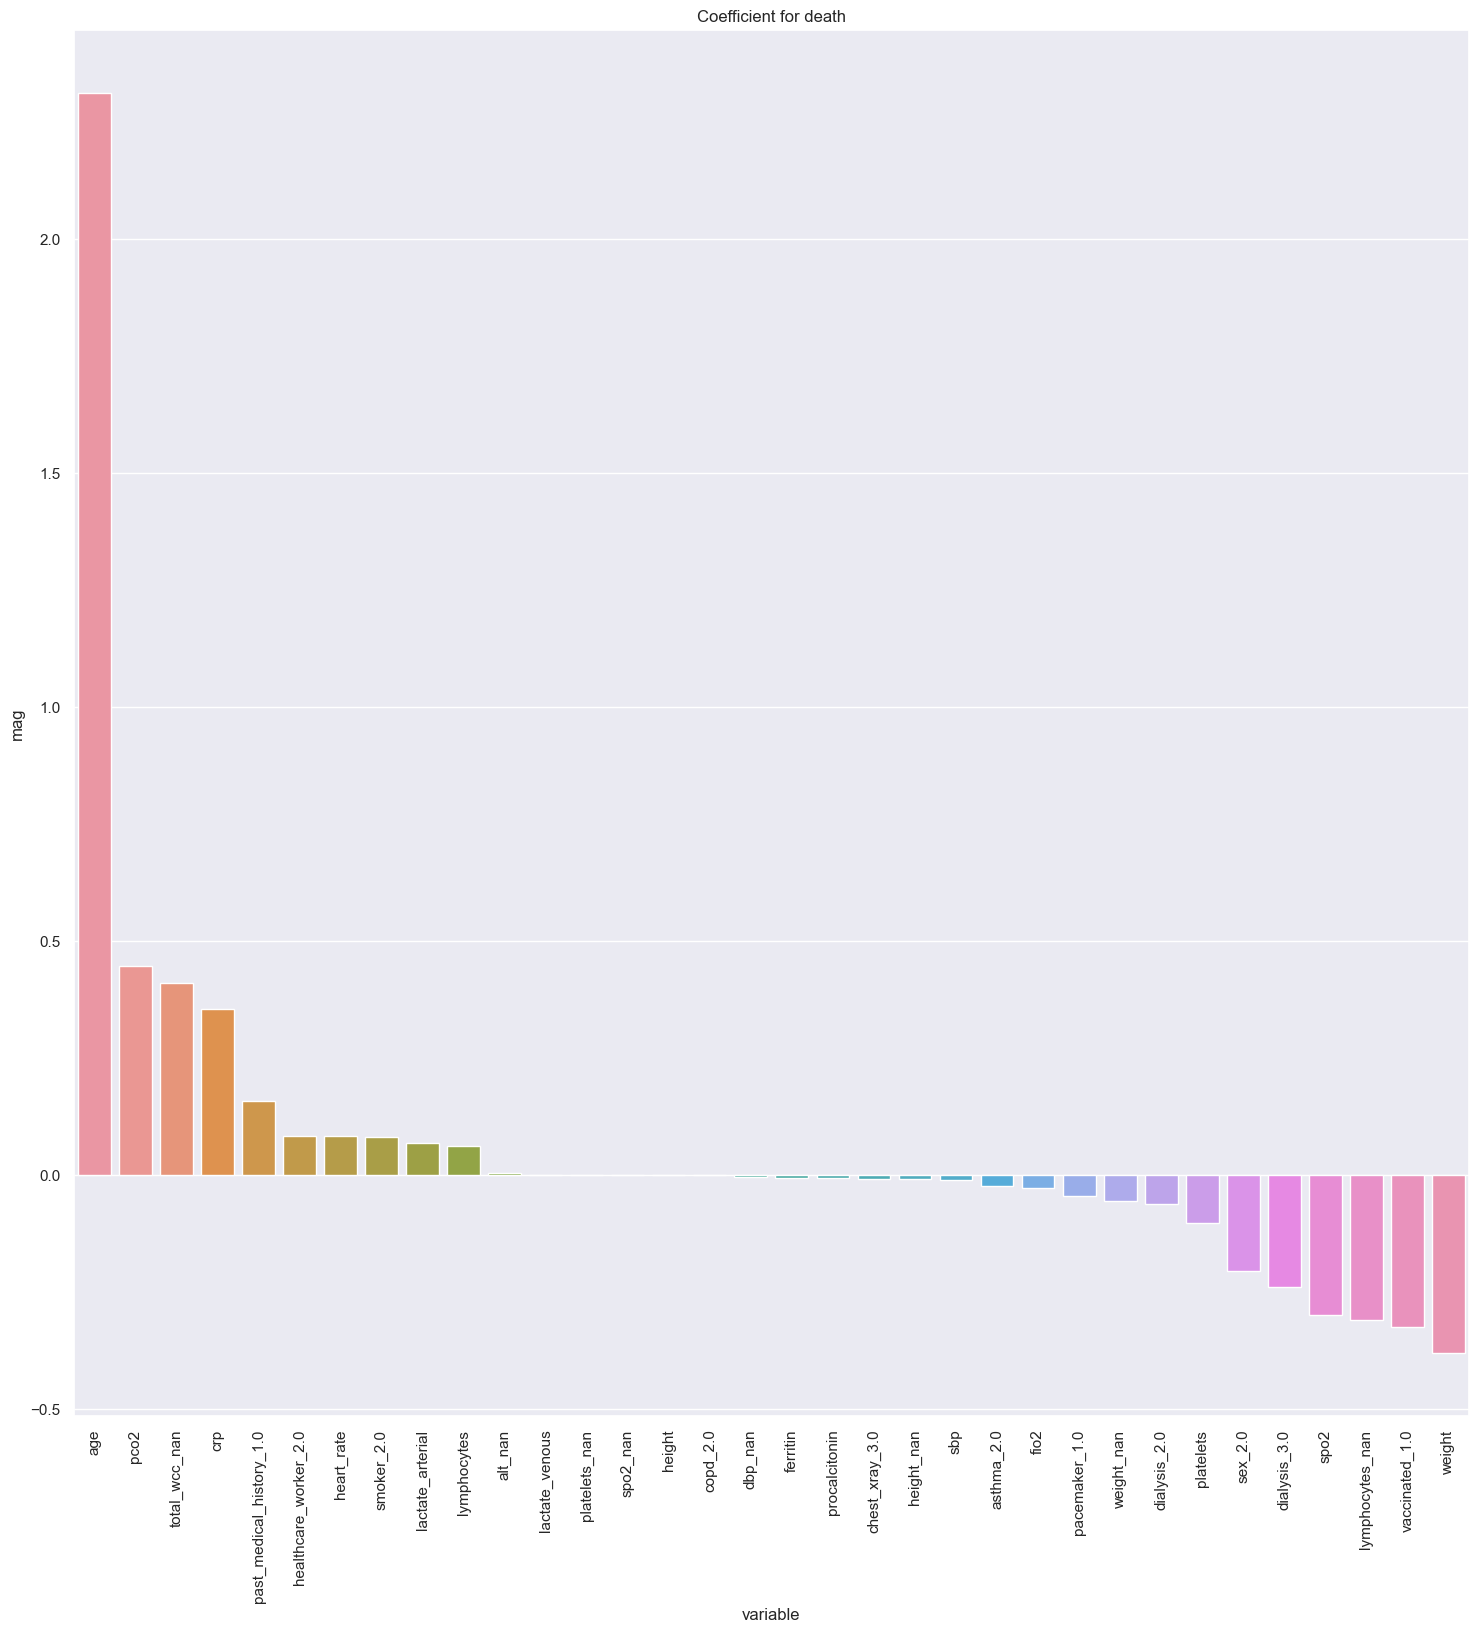 Coefficient for death
2.0
1.5
1.0
0.5
0.0
−0.5
mag
age
pco2
total_wcc_nan
crp
past_medical_history_1.0
healthcare_worker_2.0
heart_rate
smoker_2.0
lactate_arterial
lymphocytes
alt_nan
lactate_venous
platelets_nan
spo2_nan
height
copd_2.0
dbp_nan
ferritin
procalcitonin
chest_xray_3.0
height_nan
sbp
asthma_2.0
fio2
pacemaker_1.0
weight_nan
dialysis_2.0
platelets
sex_2.0
dialysis_3.0
spo2
lymphocytes_nan
vaccinated_1.0
weight
variable